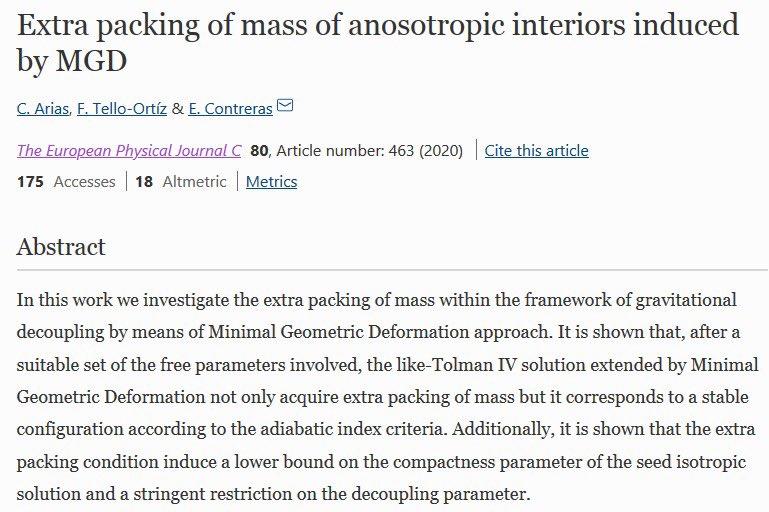 Extra packing of mass of anosotropic interiors induced
by MGD
C. Arias, F. Tello-Ortíz & E. Contreras
The European Physical Journal C 80, Article number: 463 (2020) | Cite this article
175 Accesses | 18 Altmetric | Metrics
Abstract
In this work we investigate the extra packing of mass within the framework of gravitational
decoupling by means of Minimal Geometric Deformation approach. It is shown that, after a
suitable set of the free parameters involved, the like-Tolman IV solution extended by Minimal
Geometric Deformation not only acquire extra packing of mass but it corresponds to a stable
configuration according to the adiabatic index criteria. Additionally, it is shown that the extra
packing condition induce a lower bound on the compactness parameter of the seed isotropic
solution and a stringent restriction on the decoupling parameter.